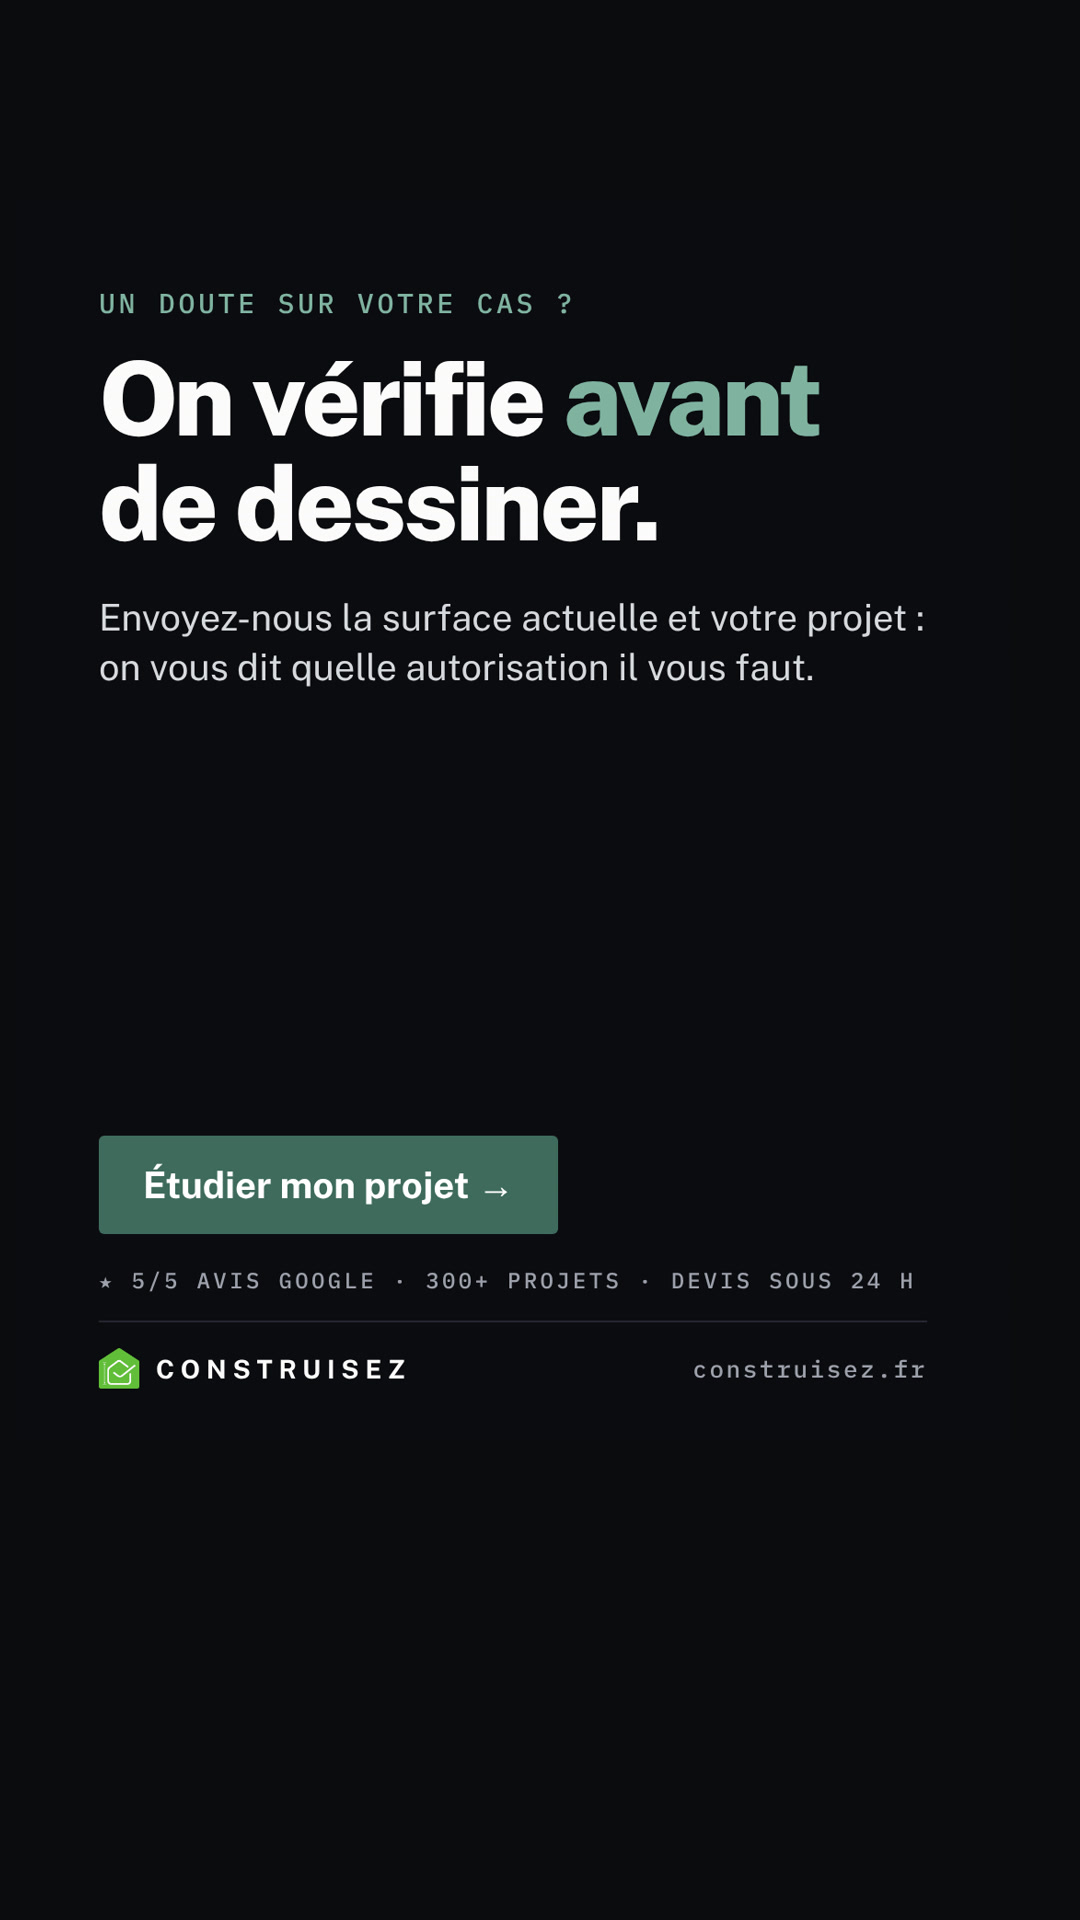 UN DOUTE SUR VOTRE CAS ?
On vérifie avant
de dessiner.
Envoyez-nous la surface actuelle et votre projet :
on vous dit quelle autorisation il vous faut.
Étudier mon projet →
★ 5/5 AVIS GOOGLE · 300+ PROJETS · DEVIS SOUS 24 H
CONSTRUISEZ
construisez.fr